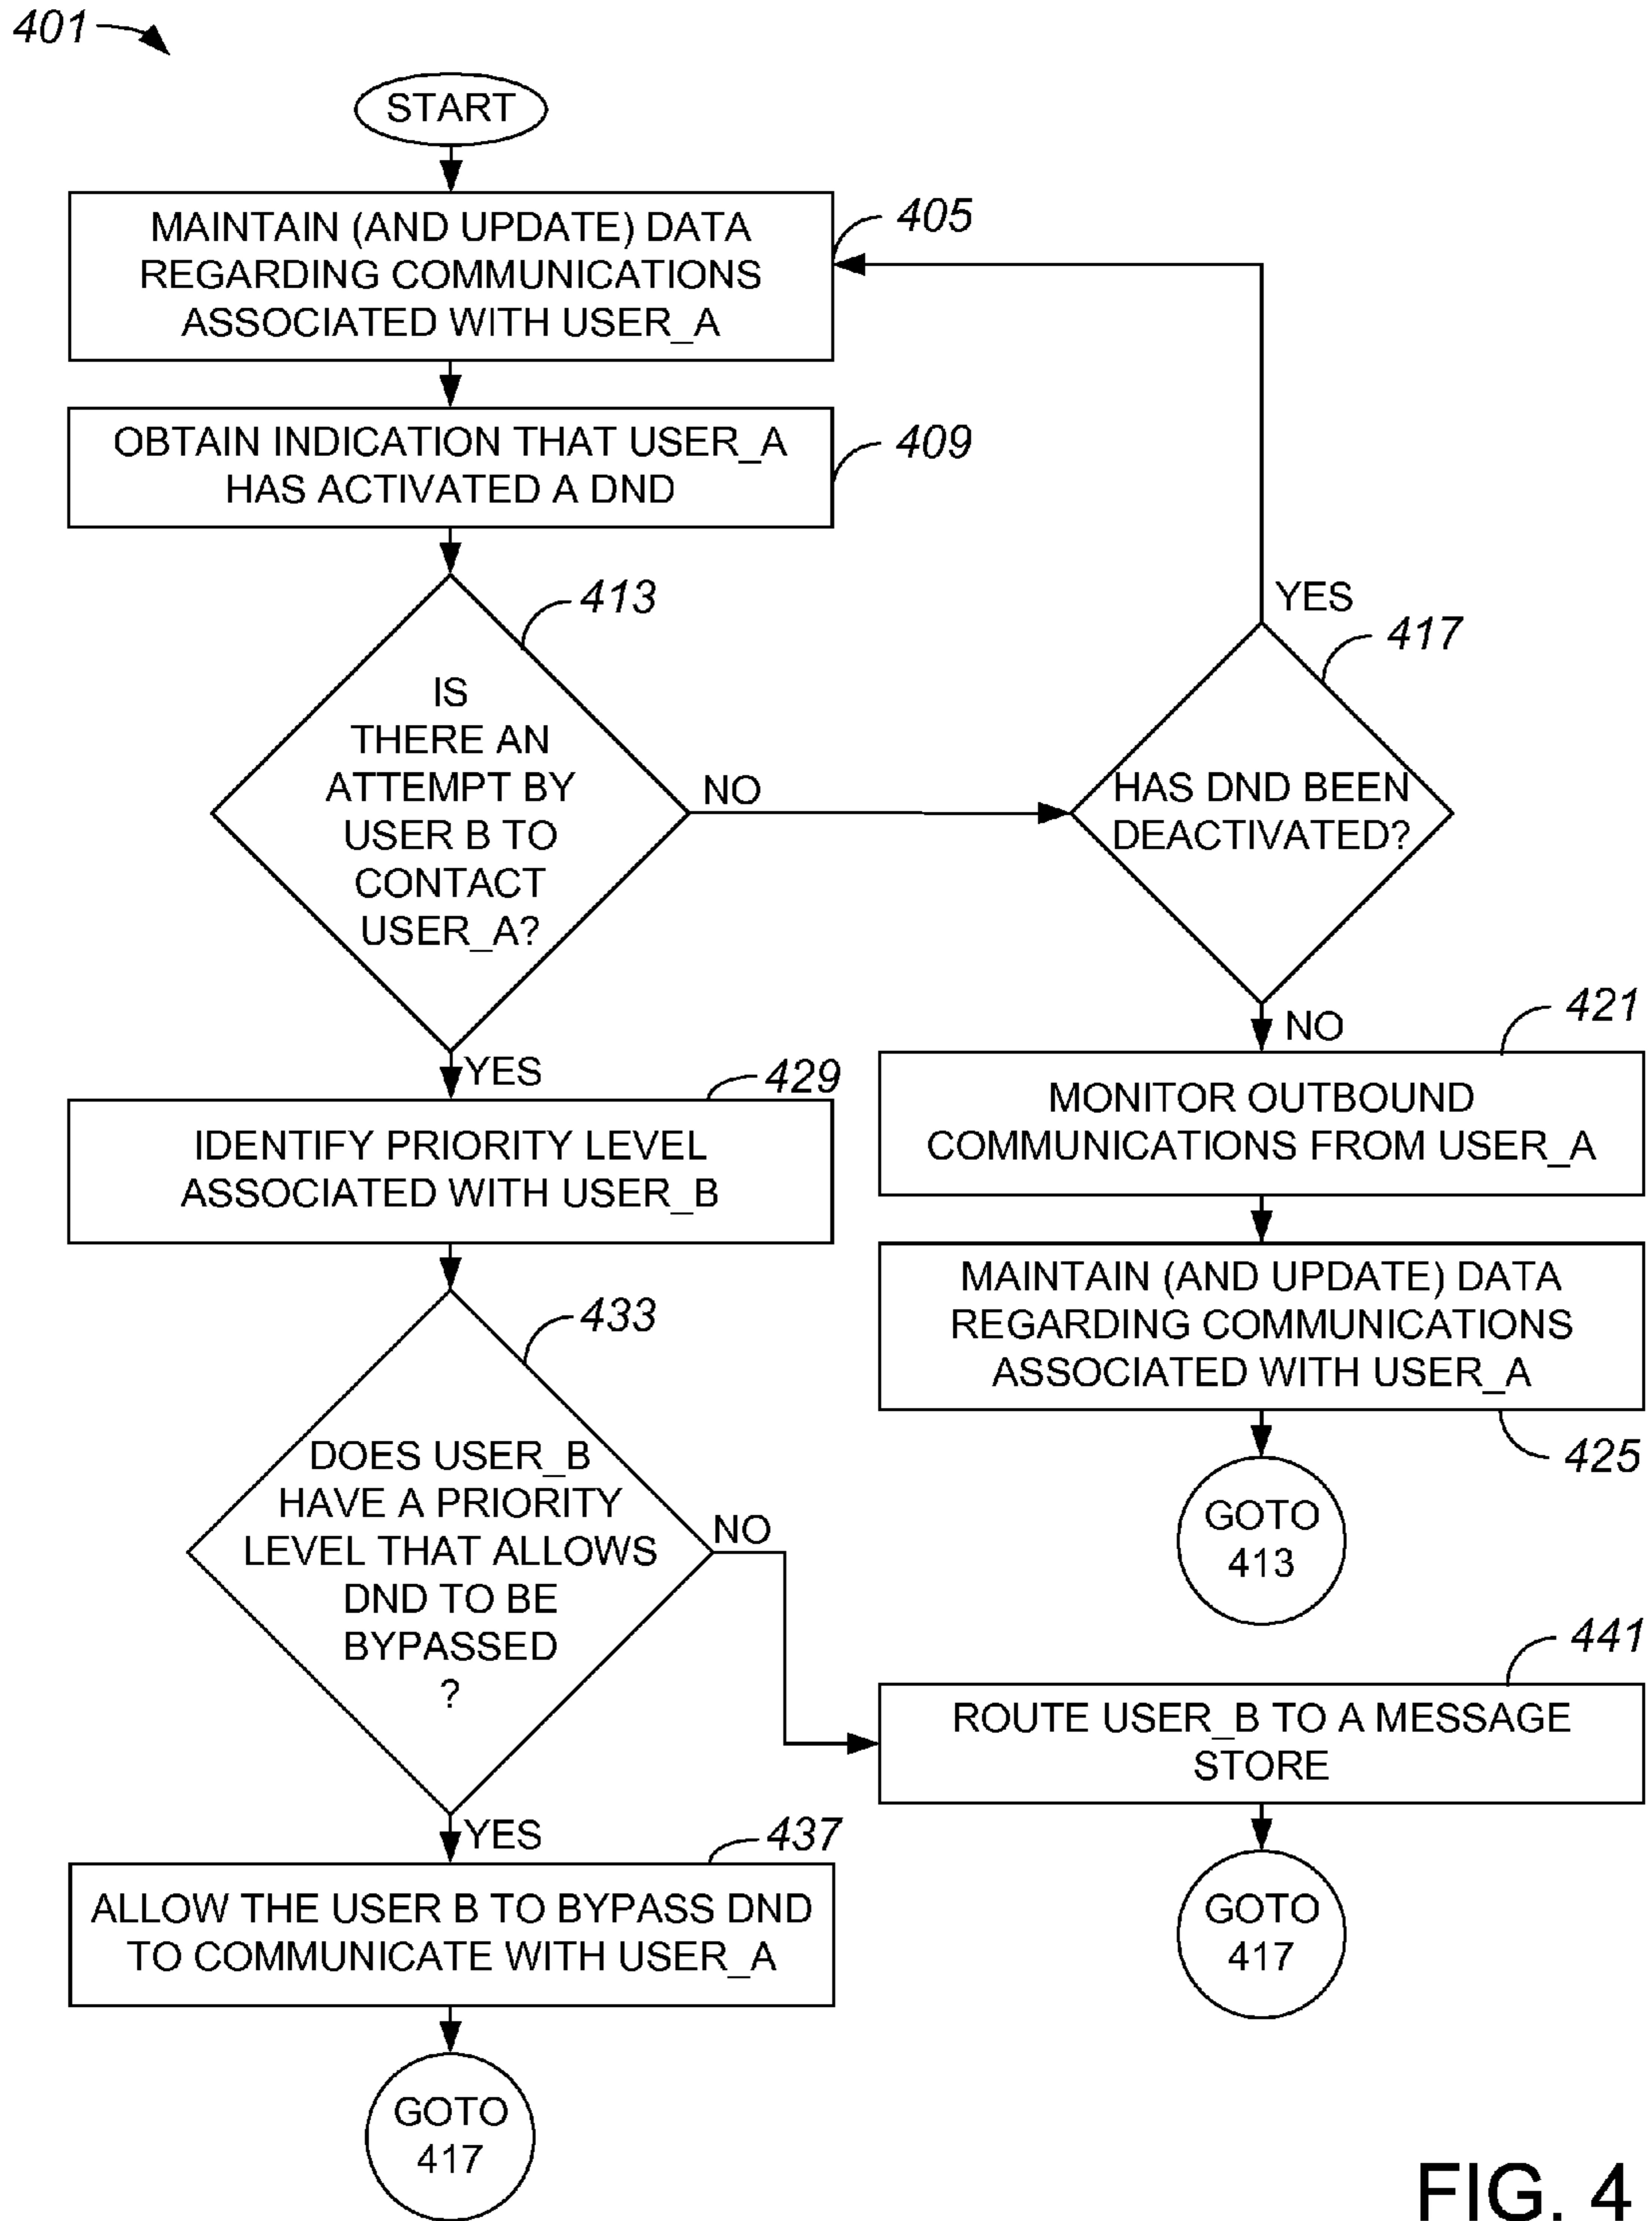 401
START
MAINTAIN (AND UPDATE) DATA
REGARDING COMMUNICATIONS
ASSOCIATED WITH USER_A
405
OBTAIN INDICATION THAT USER_A
HAS ACTIVATED A DND
409
IS
THERE AN
ATTEMPT BY
USER B TO
CONTACT
USER_A?
413
NO
YES
HAS DND BEEN
DEACTIVATED?
417
YES
NO
MONITOR OUTBOUND
COMMUNICATIONS FROM USER_A
421
MAINTAIN (AND UPDATE) DATA
REGARDING COMMUNICATIONS
ASSOCIATED WITH USER_A
425
GOTO
413
IDENTIFY PRIORITY LEVEL
ASSOCIATED WITH USER_B
429
DOES USER_B
HAVE A PRIORITY
LEVEL THAT ALLOWS
DND TO BE
BYPASSED
?
433
NO
YES
ROUTE USER_B TO A MESSAGE
STORE
441
GOTO
417
ALLOW THE USER B TO BYPASS DND
TO COMMUNICATE WITH USER_A
437
GOTO
417
FIG. 4